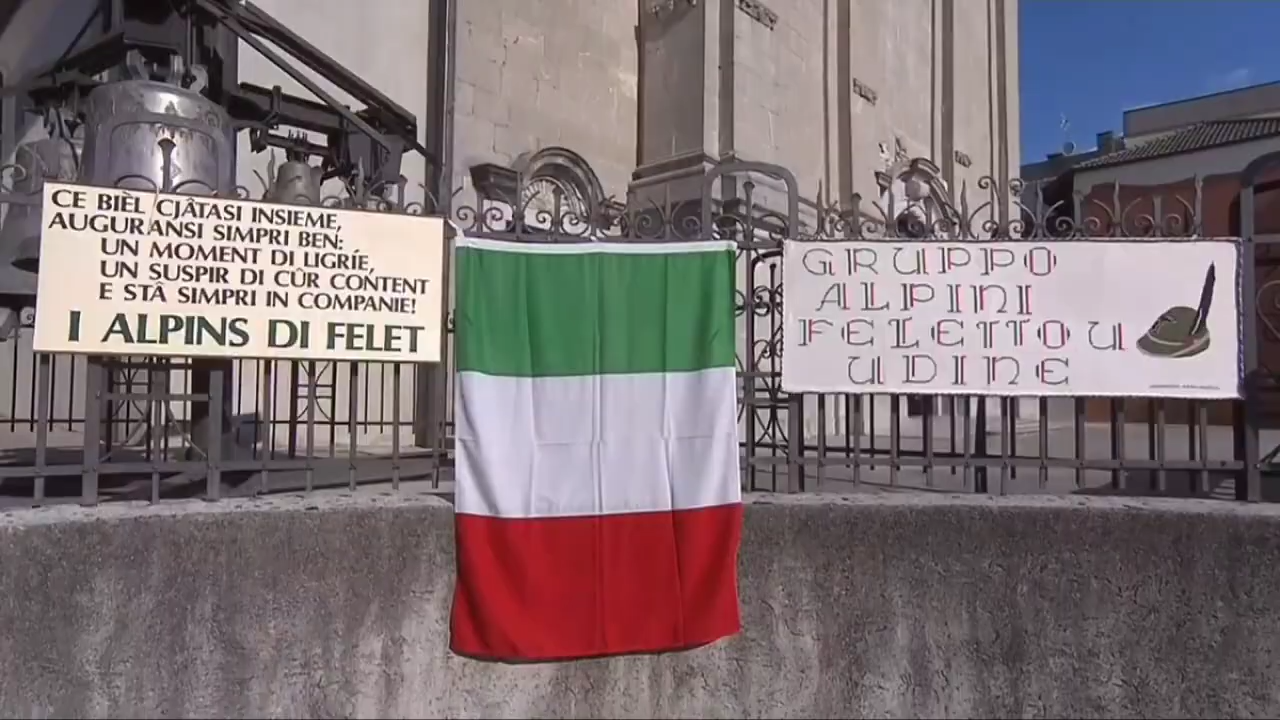 CE BIÈL CJÂTASI INSIEME,
AUGURANSI SIMPRI BEN:
UN MOMENT DI LIGRÍE,
UN SUSPIR DI CÛR CONTENT
E STÂ SIMPRI IN COMPANIE!
I ALPINS DI FELET
GRUPPO
ALPINI
FELETTO U
UDINE